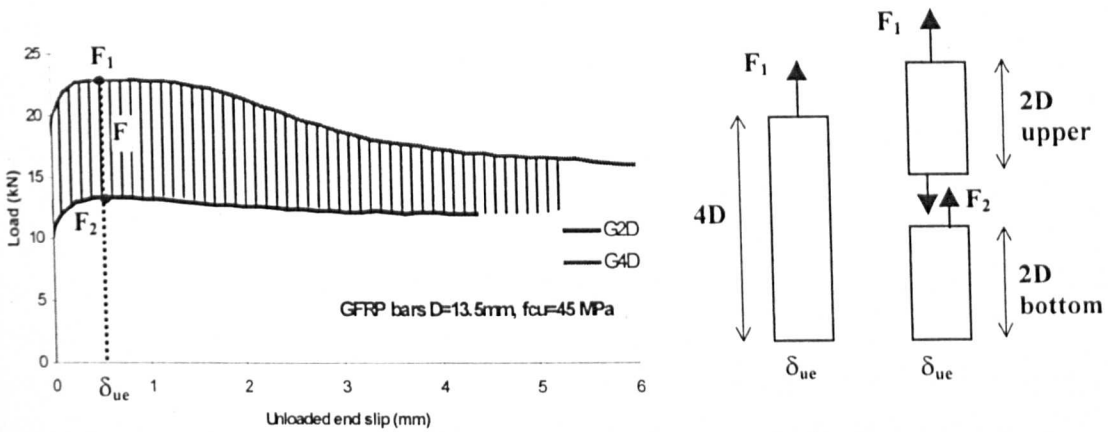 25
20
15
10
5
0
Load (kN)
F₁
F
F₂
G2D
G4D
GFRP bars D=13.5mm, fcu=45 MPa
0 1 2 3 4 5 6
δue
Unloaded end slip (mm)
F₁
4D
δue
F₁
2D
upper
F₂
2D
bottom
δue